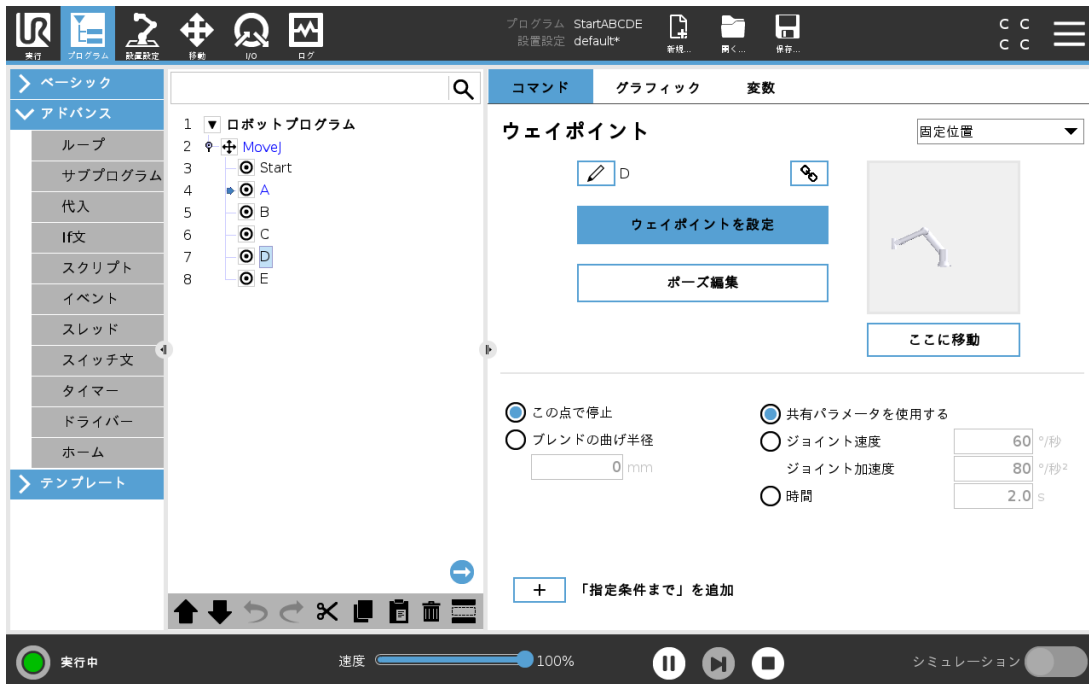 UR
実行
プログラム
設置設定
移動
I/O
ログ
プログラム StartABCDE
設置設定 default*
新規...
開く...
保存...
C C
C C
ベーシック
アドバンス
ループ
サブプログラム
代入
If文
スクリプト
イベント
スレッド
スイッチ文
タイマー
ドライバー
ホーム
テンプレート
1 ロボットプログラム
2 MoveJ
3 Start
4 A
5 B
6 C
7 D
8 E
コマンド グラフィック 変数
ウェイポイント
固定位置
D
ウェイポイントを設定
ポーズ編集
ここに移動
この点で停止
ブレンドの曲げ半径
0 mm
共有パラメータを使用する
ジョイント速度 60 °/秒
ジョイント加速度 80 °/秒²
時間 2.0 s
+ 「指定条件まで」を追加
実行中
速度 100%
シミュレーション